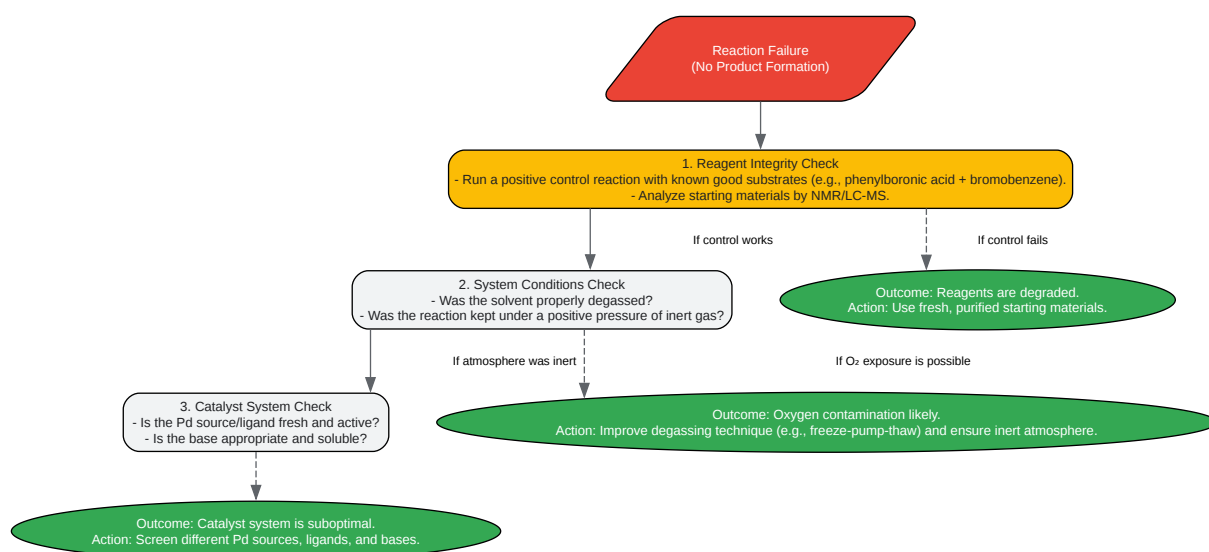 Reaction Failure
(No Product Formation)
1. Reagent Integrity Check
- Run a positive control reaction with known good substrates (e.g., phenylboronic acid + bromobenzene).
- Analyze starting materials by NMR/LC-MS.
If control works
If control fails
2. System Conditions Check
- Was the solvent properly degassed?
- Was the reaction kept under a positive pressure of inert gas?
Outcome: Reagents are degraded.
Action: Use fresh, purified starting materials.
If atmosphere was inert
If O₂ exposure is possible
3. Catalyst System Check
- Is the Pd source/ligand fresh and active?
- Is the base appropriate and soluble?
Outcome: Oxygen contamination likely.
Action: Improve degassing technique (e.g., freeze-pump-thaw) and ensure inert atmosphere.
Outcome: Catalyst system is suboptimal.
Action: Screen different Pd sources, ligands, and bases.